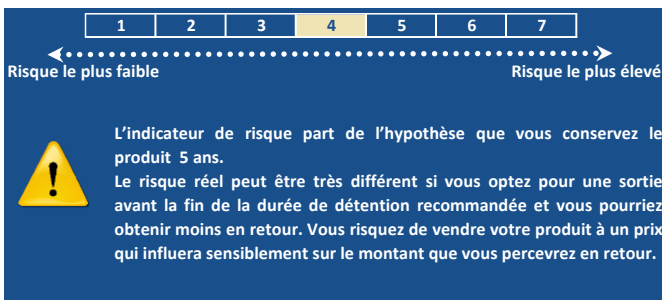 1 2 3 4 5 6 7
Risque le plus faible Risque le plus élevé
L'indicateur de risque part de l'hypothèse que vous conservez le
produit 5 ans.
Le risque réel peut être très différent si vous optez pour une sortie
avant la fin de la durée de détention recommandée et vous pourriez
obtenir moins en retour. Vous risquez de vendre votre produit à un prix
qui influera sensiblement sur le montant que vous percevrez en retour.